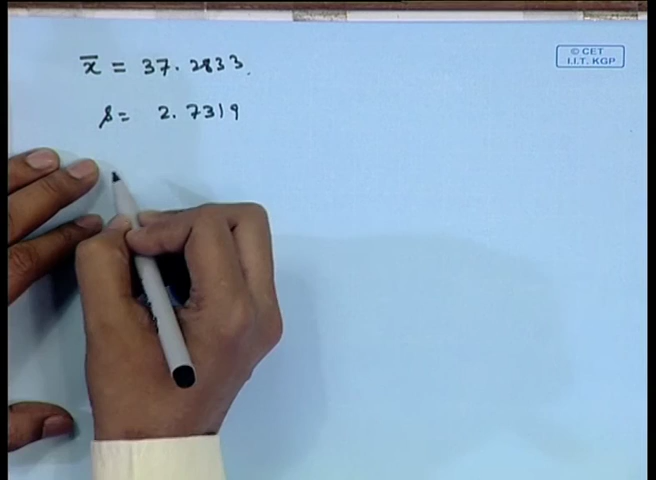 x̄ = 37.2833
s = 2.7319
© CET
I.I.T. KGP